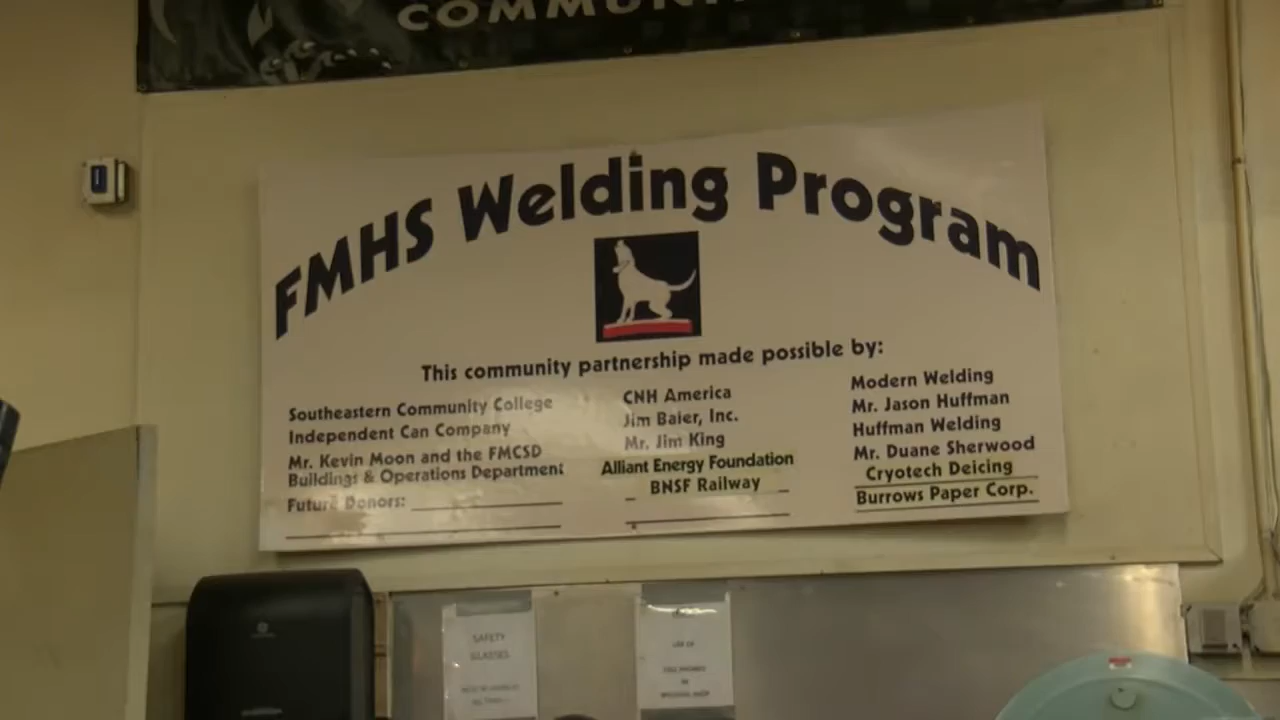 FMHS Welding Program
This community partnership made possible by:
Southeastern Community College
Independent Can Company
Mr. Kevin Moon and the FMCSD
Buildings & Operations Department
Future Donors:
CNH America
Jim Baier, Inc.
Mr. Jim King
Alliant Energy Foundation
BNSF Railway
Modern Welding
Mr. Jason Huffman
Huffman Welding
Mr. Duane Sherwood
Cryotech Deicing
Burrows Paper Corp.
SAFETY
GLASSES